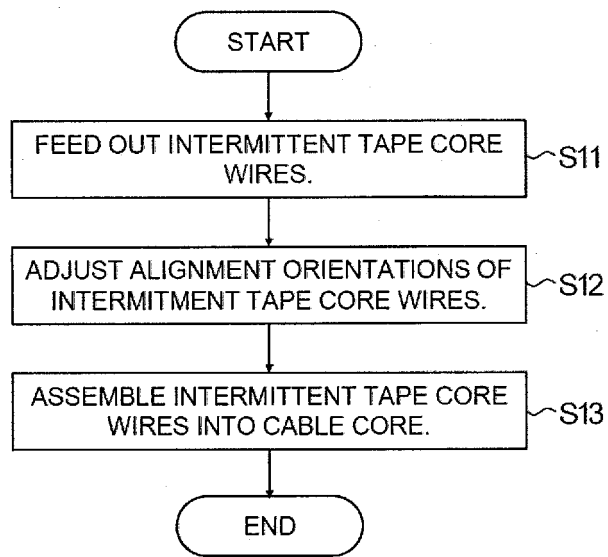 START
FEED OUT INTERMITTENT TAPE CORE
WIRES.
S11
ADJUST ALIGNMENT ORIENTATIONS OF
INTERMITMENT TAPE CORE WIRES.
S12
ASSEMBLE INTERMITTENT TAPE CORE
WIRES INTO CABLE CORE.
S13
END